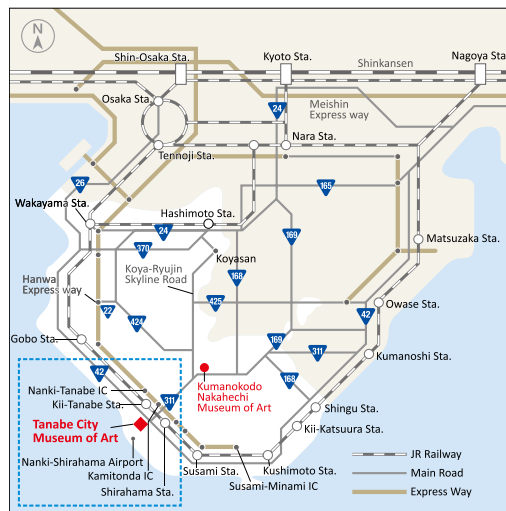 N
Shin-Osaka Sta.
Kyoto Sta.
Nagoya Sta.
Shinkansen
Osaka Sta.
24
Meishin
Express way
Nara Sta.
Tennoji Sta.
26
165
Wakayama Sta.
Hashimoto Sta.
24
169
370
Koyasan
Matsuzaka Sta.
Koya-Ryujin
Skyline Road
168
Hanwa
Express way
425
22
424
42
Owase Sta.
Gobo Sta.
169
311
Kumanoshi Sta.
42
Kumanokodo
Nakahechi
Museum of Art
168
Nanki-Tanabe IC
Kii-Tanabe Sta.
311
Shingu Sta.
Tanabe City
Museum of Art
Kii-Katsuura Sta.
Nanki-Shirahama Airport
Kamitonda IC
Shirahama Sta.
Susami Sta.
Kushimoto Sta.
Susami-Minami IC
JR Railway
Main Road
Express Way